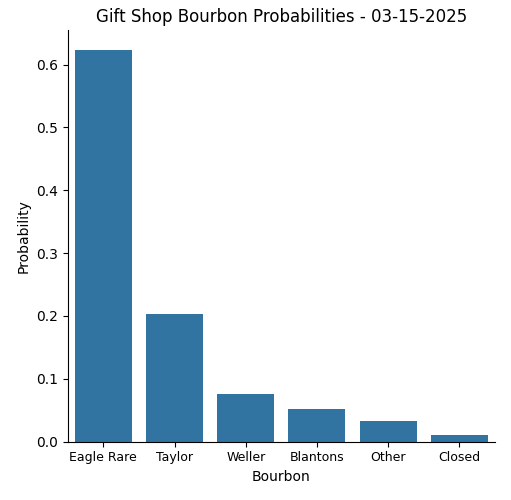 Gift Shop Bourbon Probabilities - 03-15-2025
Probability
0.6
0.5
0.4
0.3
0.2
0.1
0.0
Eagle Rare Taylor Weller Blantons Other Closed
Bourbon